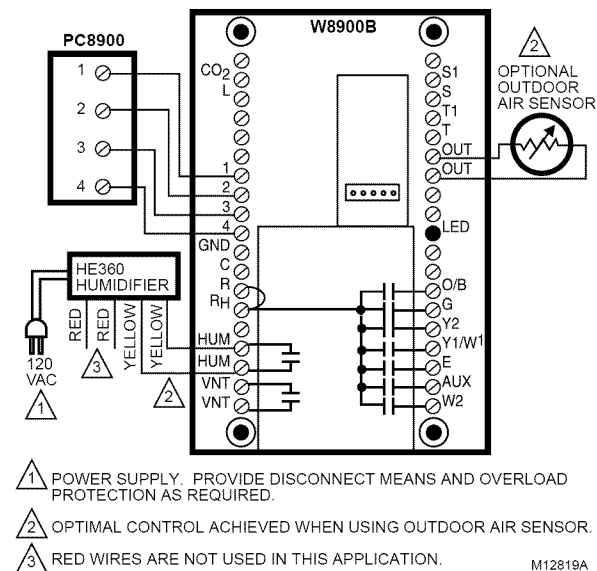 W8900B
PC8900
1
2
3
4
CO2
L
1
2
3
4
GND
C
R
RH
HUM
HUM
VNT
VNT
S1
S
T1
T
OUT
OUT
LED
O/B
G
Y2
Y1/W1
E
AUX
W2
2
OPTIONAL
OUTDOOR
AIR SENSOR
HE360
HUMIDIFIER
RED
RED
YELLOW
YELLOW
120
VAC
1
3
2
1 POWER SUPPLY. PROVIDE DISCONNECT MEANS AND OVERLOAD
PROTECTION AS REQUIRED.
2 OPTIMAL CONTROL ACHIEVED WHEN USING OUTDOOR AIR SENSOR.
3 RED WIRES ARE NOT USED IN THIS APPLICATION.
M12819A